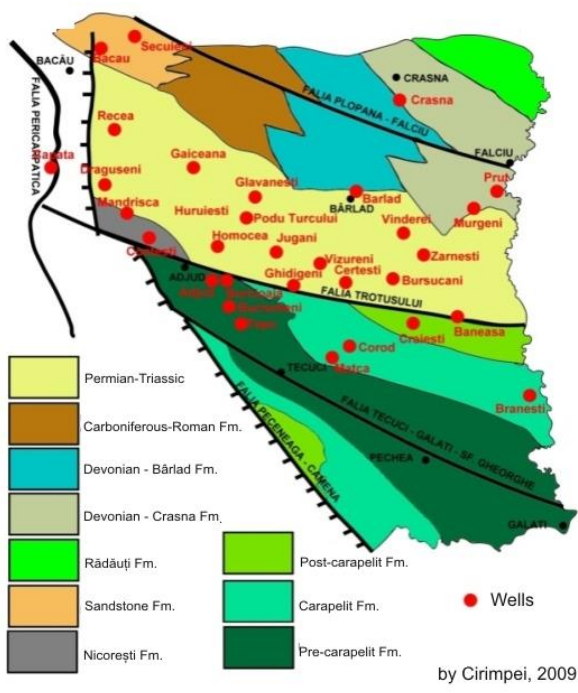 Secuieni
Bacau
BACĂU
CRASNA
FALIA PLOPANA - FALCIU
Crasna
FALIA PERICARPATICA
Recea
FALCIU
Gaiceana
Draguseni
Glavanesti
Barlad
Prut
BÂRLAD
Mandrisca
Huruiesti
Podu Turcului
Murgeni
Vinderei
Homocea
Jugani
Zarnesti
Vizureni
ADJUD
Ghidigeni
Certesti
Bursucani
FALIA TROTUSULUI
Baneasa
Craiesti
Corod
Matca
TECUCI
Branesti
FALIA TECUCI - GALATI - SF. GHEORGHE
FALIA PECENEAGA - CAMENA
PECHEA
GALATI
Permian-Triassic
Carboniferous-Roman Fm.
Devonian - Bârlad Fm.
Devonian - Crasna Fm.
Rădăuți Fm.
Sandstone Fm.
Nicorești Fm.
Post-carapelit Fm.
Carapelit Fm.
Pre-carapelit Fm.
Wells
by Cirimpei, 2009